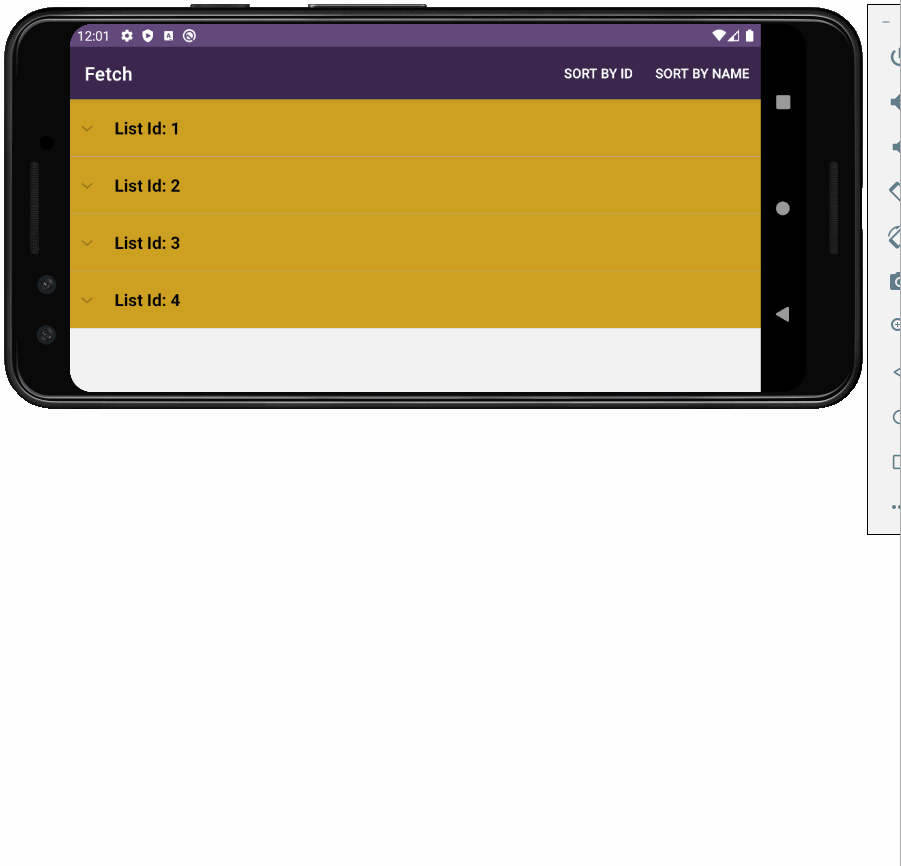 12:01
Fetch SORT BY ID SORT BY NAME
List Id: 1
List Id: 2
List Id: 3
List Id: 4